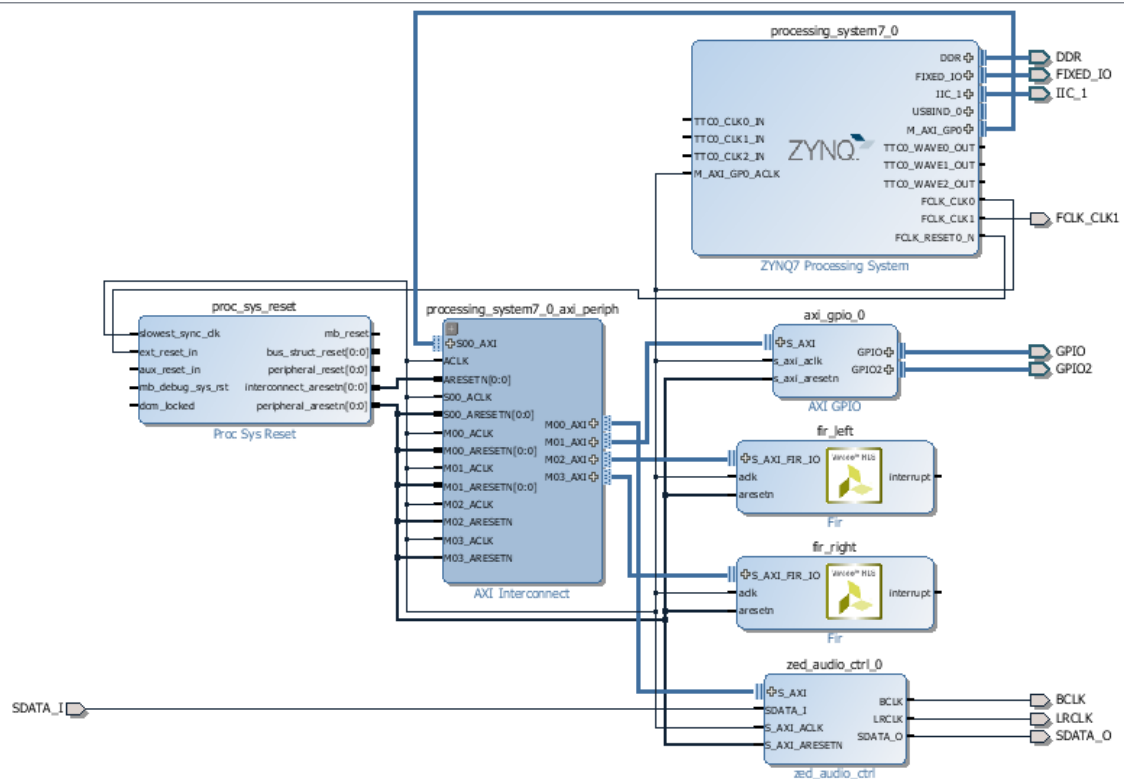 processing_system7_0
DDR
FIXED_IO
IIC_1
USBIND_0
M_AXI_GP0
TTC0_WAVE0_OUT
TTC0_WAVE1_OUT
TTC0_WAVE2_OUT
FCLK_CLK0
FCLK_CLK1
FCLK_RESET0_N
TTC0_CLK0_IN
TTC0_CLK1_IN
TTC0_CLK2_IN
M_AXI_GP0_ACLK
ZYNQ
ZYNQ7 Processing System
DDR
FIXED_IO
IIC_1
FCLK_CLK1
proc_sys_reset
slowest_sync_clk
ext_reset_in
aux_reset_in
mb_debug_sys_rst
dcm_locked
mb_reset
bus_struct_reset[0:0]
peripheral_reset[0:0]
interconnect_aresetn[0:0]
peripheral_aresetn[0:0]
Proc Sys Reset
processing_system7_0_axi_periph
S00_AXI
ACLK
ARESETN[0:0]
S00_ACLK
S00_ARESETN[0:0]
M00_ACLK
M00_ARESETN[0:0]
M01_ACLK
M01_ARESETN[0:0]
M02_ACLK
M02_ARESETN
M03_ACLK
M03_ARESETN
M00_AXI
M01_AXI
M02_AXI
M03_AXI
AXI Interconnect
axi_gpio_0
S_AXI
s_axi_aclk
s_axi_aresetn
GPIO
GPIO2
AXI GPIO
GPIO
GPIO2
fir_left
S_AXI_FIR_IO
aclk
aresetn
Vivado™ HLS
interrupt
Fir
fir_right
S_AXI_FIR_IO
aclk
aresetn
Vivado™ HLS
interrupt
Fir
zed_audio_ctrl_0
S_AXI
SDATA_I
S_AXI_ACLK
S_AXI_ARESETN
BCLK
LRCLK
SDATA_O
zed_audio_ctrl
SDATA_I
BCLK
LRCLK
SDATA_O